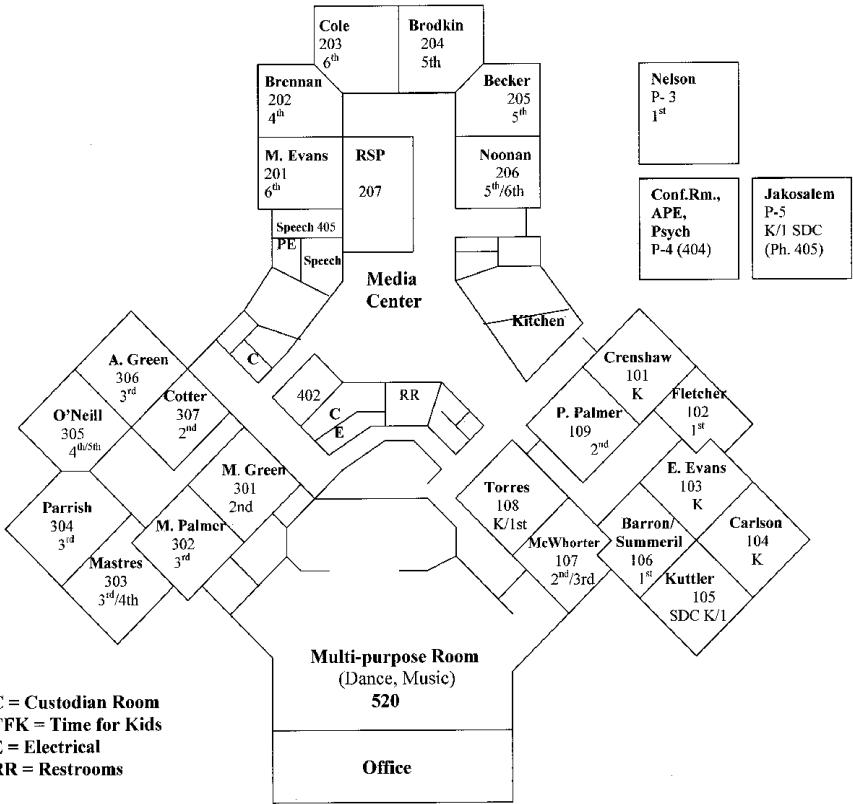 Cole
203
6th
Brodkin
204
5th
Brennan
202
4th
Becker
205
5th
Nelson
P- 3
1st
M. Evans
201
6th
RSP
207
Noonan
206
5th/6th
Conf.Rm.,
APE,
Psych
P-4 (404)
Jakosalem
P-5
K/1 SDC
(Ph. 405)
Speech 405
PE
Speech
Media
Center
Kitchen
C
A. Green
306
3rd
Cotter
307
2nd
O'Neill
305
4th/5th
402
C
E
RR
Crenshaw
101
K
Fletcher
102
1st
P. Palmer
109
2nd
M. Green
301
2nd
Parrish
304
3rd
M. Palmer
302
3rd
Mastres
303
3rd/4th
Torres
108
K/1st
McWhorter
107
2nd/3rd
E. Evans
103
K
Barron/
Summeril
106
1st
Carlson
104
K
Kuttler
105
SDC K/1
Multi-purpose Room
(Dance, Music)
520
Office
C = Custodian Room
TFK = Time for Kids
E = Electrical
RR = Restrooms